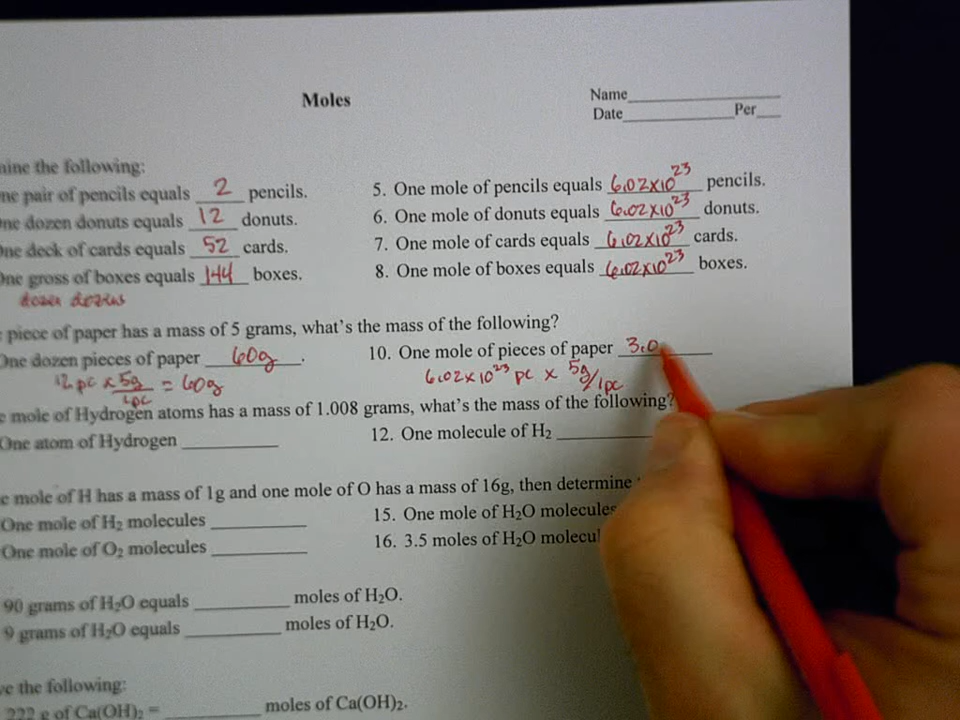 Moles
Name
Date Per
mine the following:
ne pair of pencils equals 2 pencils.
ne dozen donuts equals 12 donuts.
ne deck of cards equals 52 cards.
ne gross of boxes equals 144 boxes.
dozen dozens
5. One mole of pencils equals 6.02x10^23 pencils.
6. One mole of donuts equals 6.02x10^23 donuts.
7. One mole of cards equals 6.02x10^23 cards.
8. One mole of boxes equals 6.02x10^23 boxes.
e piece of paper has a mass of 5 grams, what's the mass of the following?
One dozen pieces of paper 60g.
12 pc x 5g/1pc = 60g
10. One mole of pieces of paper 3.0
6.02x10^23 pc x 5g/1pc
e mole of Hydrogen atoms has a mass of 1.008 grams, what's the mass of the following?
One atom of Hydrogen
12. One molecule of H₂
e mole of H has a mass of 1g and one mole of O has a mass of 16g, then determine
One mole of H₂ molecules
One mole of O₂ molecules
15. One mole of H₂O molecules
16. 3.5 moles of H₂O molecul
90 grams of H₂O equals moles of H₂O.
9 grams of H₂O equals moles of H₂O.
ve the following:
222 g of Ca(OH)₂ = moles of Ca(OH)₂.